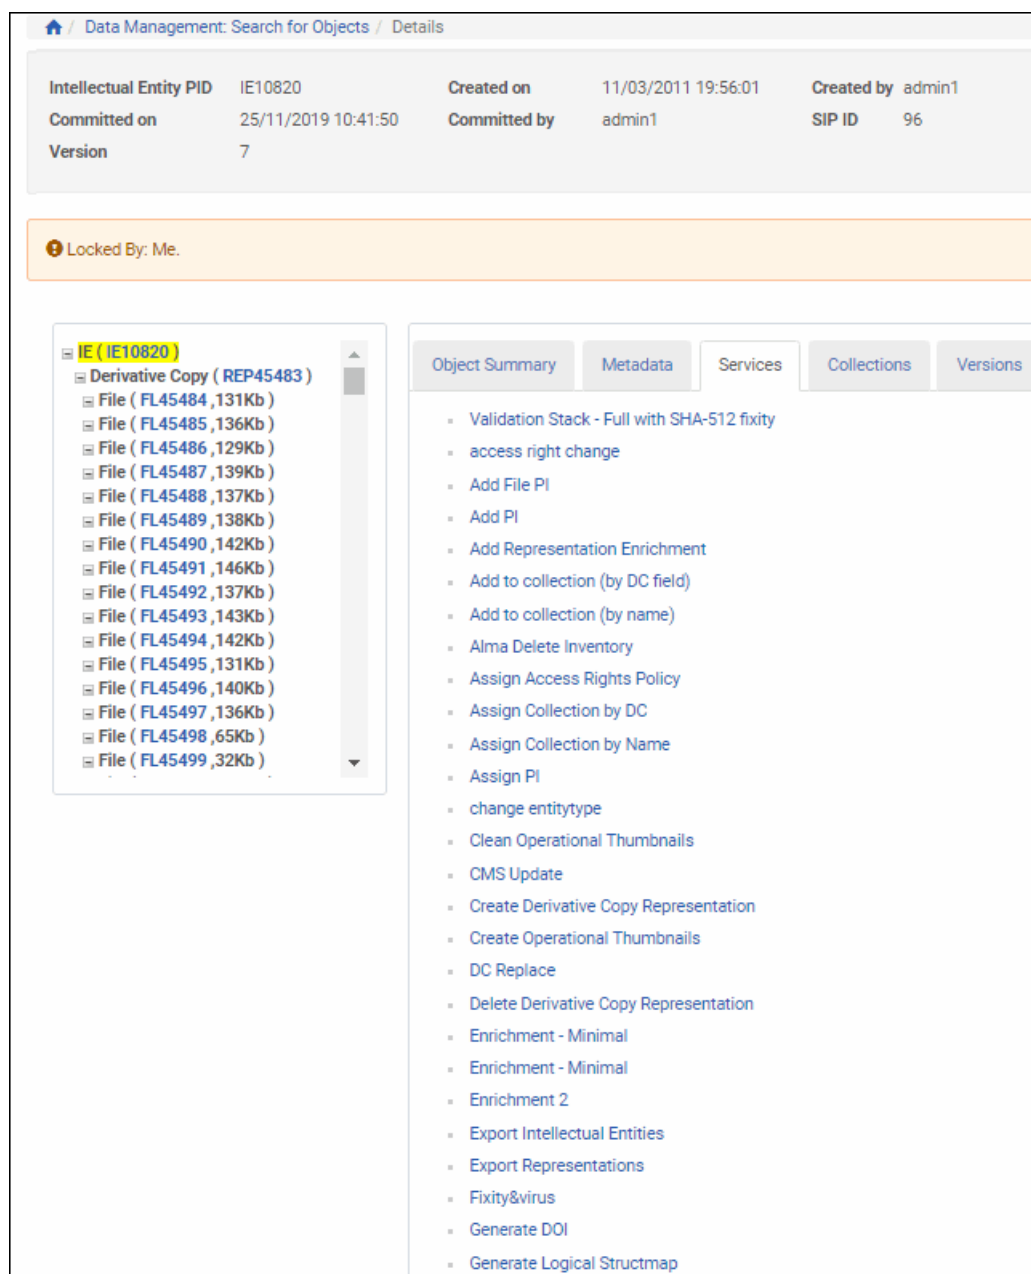 / Data Management: Search for Objects / Details
Intellectual Entity PID IE10820 Created on 11/03/2011 19:56:01 Created by admin1
Committed on 25/11/2019 10:41:50 Committed by admin1 SIP ID 96
Version 7
Locked By: Me.
IE ( IE10820 )
Derivative Copy ( REP45483 )
File ( FL45484 ,131Kb )
File ( FL45485 ,136Kb )
File ( FL45486 ,129Kb )
File ( FL45487 ,139Kb )
File ( FL45488 ,137Kb )
File ( FL45489 ,138Kb )
File ( FL45490 ,142Kb )
File ( FL45491 ,146Kb )
File ( FL45492 ,137Kb )
File ( FL45493 ,143Kb )
File ( FL45494 ,142Kb )
File ( FL45495 ,131Kb )
File ( FL45496 ,140Kb )
File ( FL45497 ,136Kb )
File ( FL45498 ,65Kb )
File ( FL45499 ,32Kb )
Object Summary Metadata Services Collections Versions
Validation Stack - Full with SHA-512 fixity
access right change
Add File PI
Add PI
Add Representation Enrichment
Add to collection (by DC field)
Add to collection (by name)
Alma Delete Inventory
Assign Access Rights Policy
Assign Collection by DC
Assign Collection by Name
Assign PI
change entitytype
Clean Operational Thumbnails
CMS Update
Create Derivative Copy Representation
Create Operational Thumbnails
DC Replace
Delete Derivative Copy Representation
Enrichment - Minimal
Enrichment - Minimal
Enrichment 2
Export Intellectual Entities
Export Representations
Fixity&virus
Generate DOI
Generate Logical Structmap